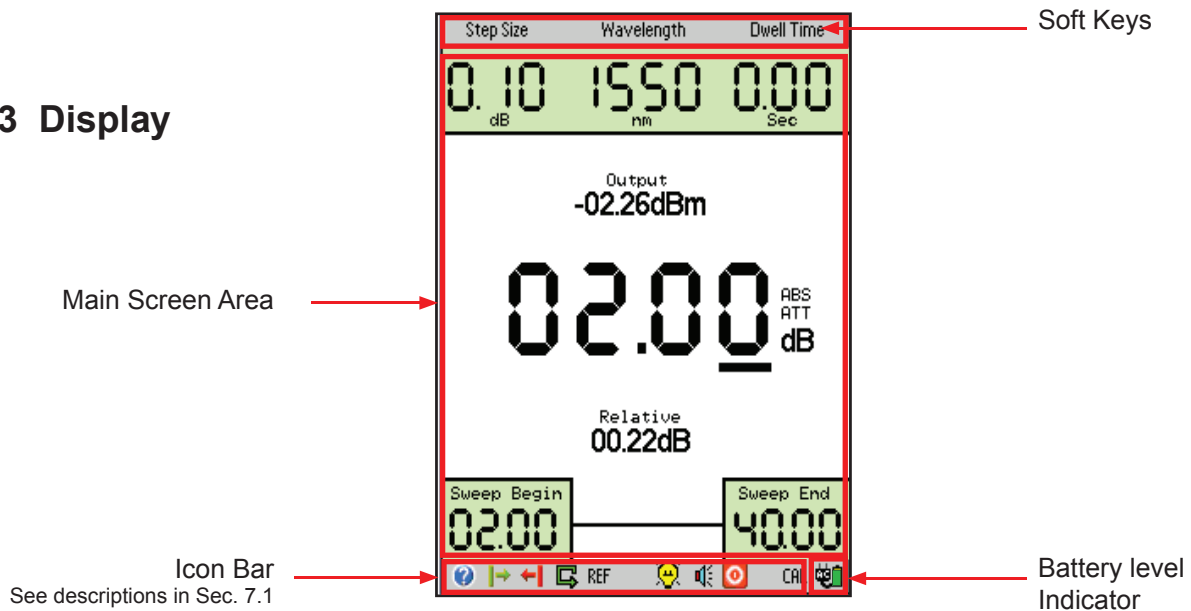 Soft Keys
Step Size Wavelength Dwell Time
3 Display
0.10 1550 0.00
dB nm Sec
Output
-02.26dBm
Main Screen Area
02.00 ABS ATT dB
Relative
00.22dB
Sweep Begin Sweep End
02.00 40.00
Icon Bar
See descriptions in Sec. 7.1
REF CAL
Battery level
Indicator